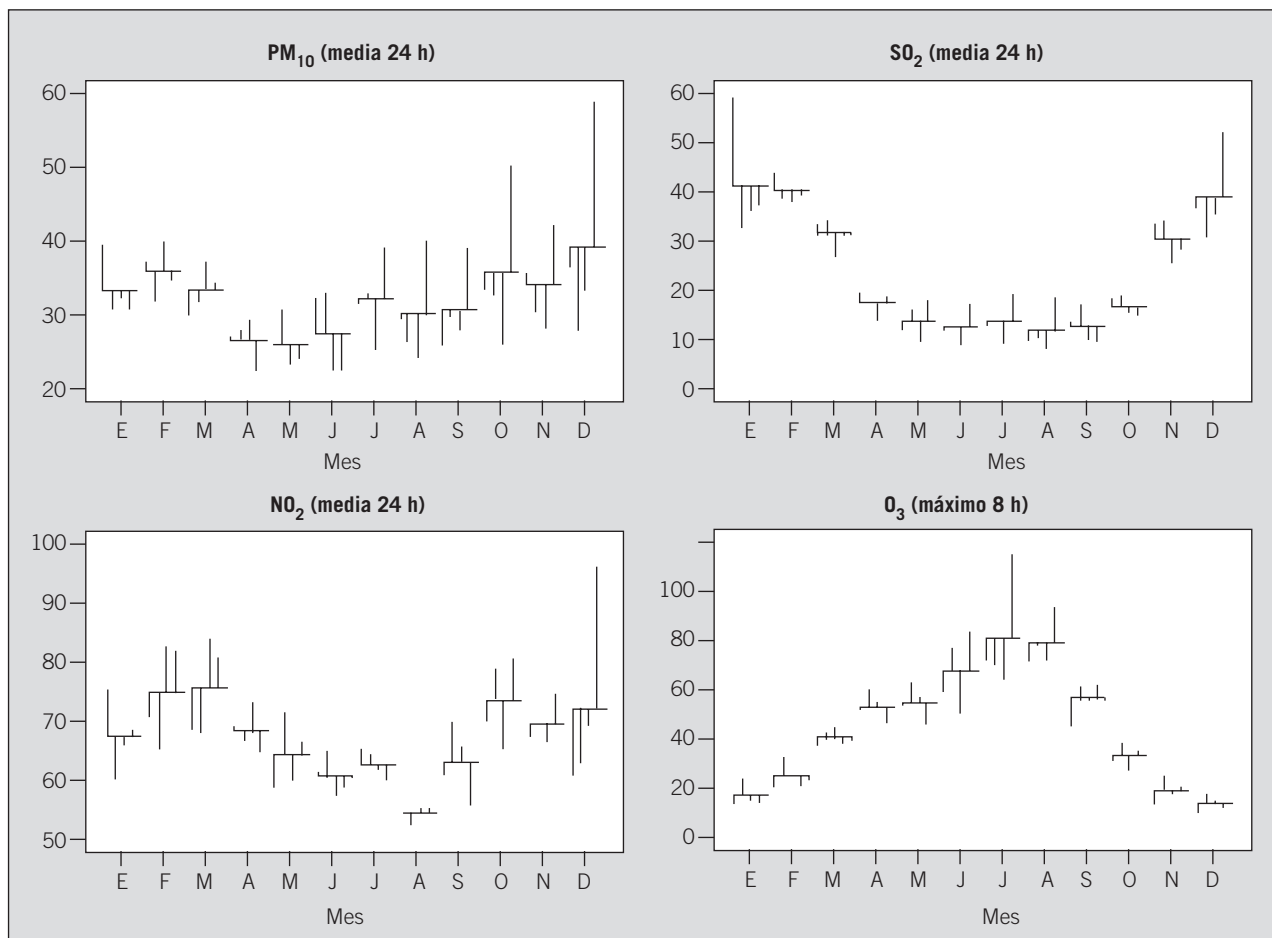 PM10 (media 24 h)
60
50
40
30
20
E F M A M J J A S O N D
Mes
SO2 (media 24 h)
60
50
40
30
20
10
0
E F M A M J J A S O N D
Mes
NO2 (media 24 h)
100
90
80
70
60
50
E F M A M J J A S O N D
Mes
O3 (máximo 8 h)
100
80
60
40
20
0
E F M A M J J A S O N D
Mes